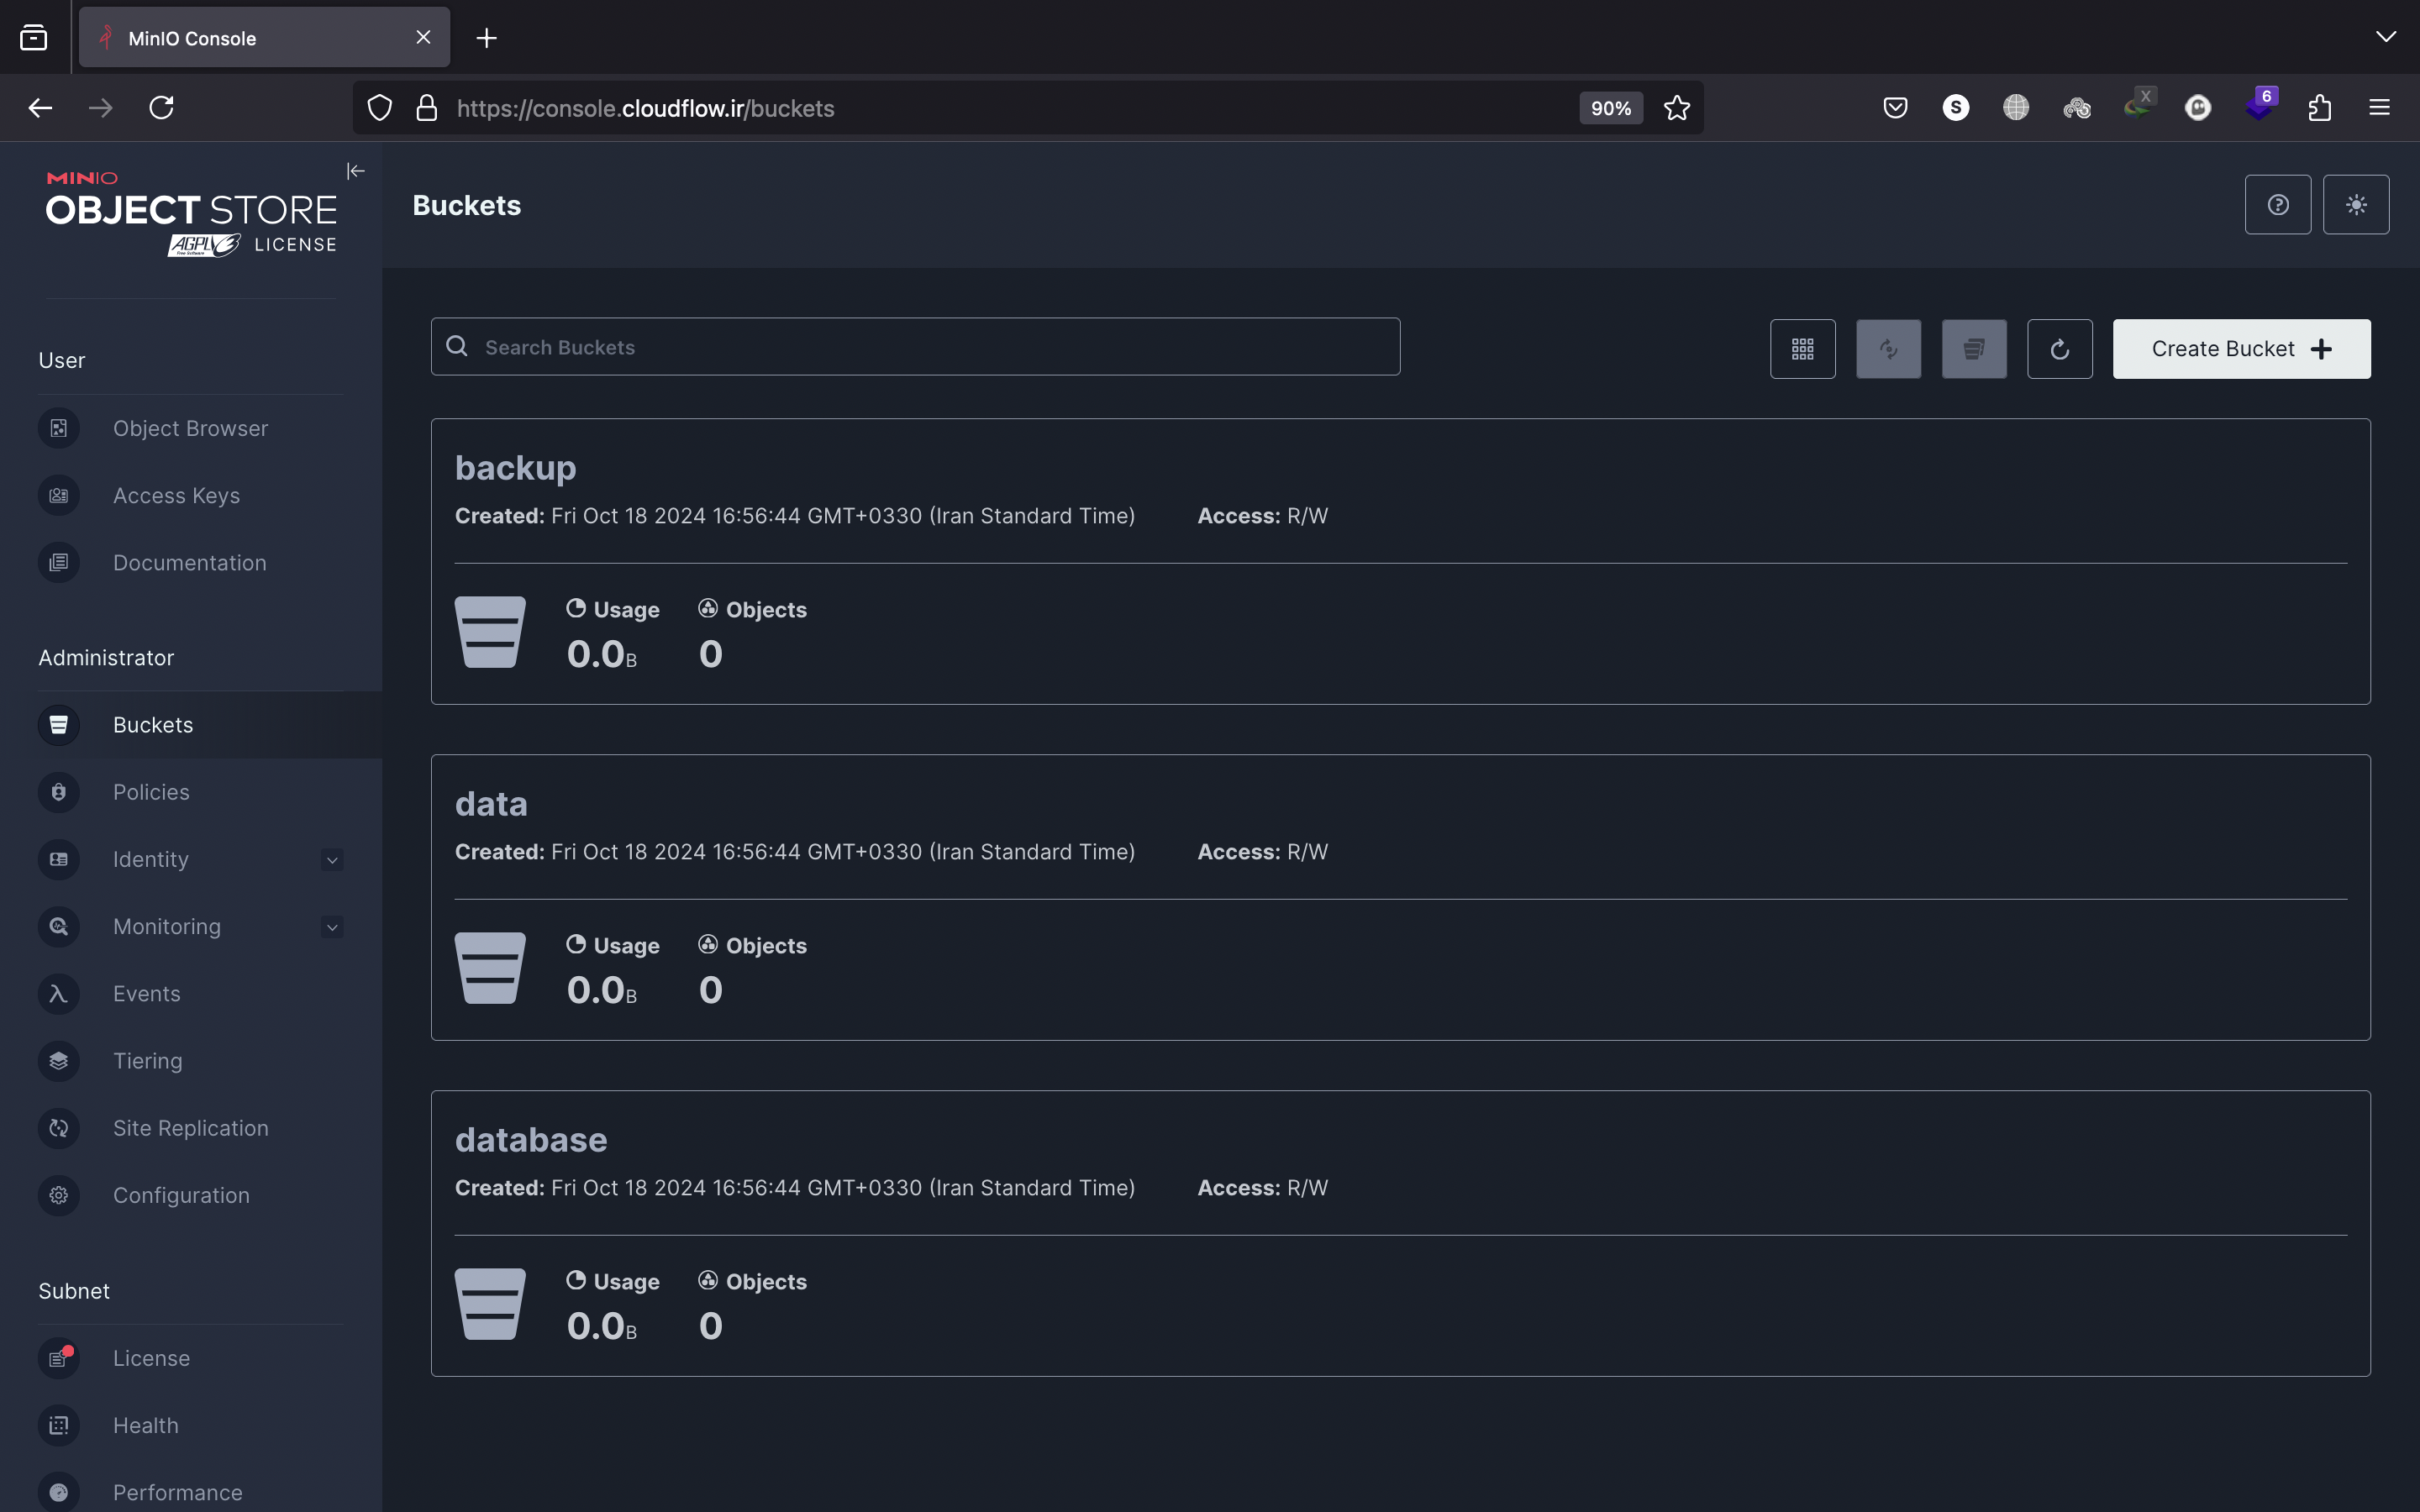 MinIO Console
https://console.cloudflow.ir/buckets
90%
S
X
6
MINIO
OBJECT STORE
AGPL v3 LICENSE
Free Software
Buckets
User
Object Browser
Access Keys
Documentation
Administrator
Buckets
Policies
Identity
Monitoring
Events
Tiering
Site Replication
Configuration
Subnet
License
Health
Performance
Search Buckets
Create Bucket
backup
Created: Fri Oct 18 2024 16:56:44 GMT+0330 (Iran Standard Time) Access: R/W
Usage Objects
0.0B 0
data
Created: Fri Oct 18 2024 16:56:44 GMT+0330 (Iran Standard Time) Access: R/W
Usage Objects
0.0B 0
database
Created: Fri Oct 18 2024 16:56:44 GMT+0330 (Iran Standard Time) Access: R/W
Usage Objects
0.0B 0